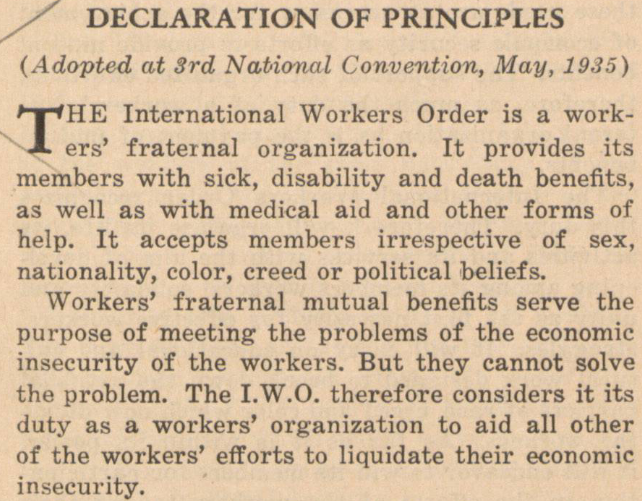 DECLARATION OF PRINCIPLES
(Adopted at 3rd National Convention, May, 1935)
THE International Workers Order is a work-
ers' fraternal organization. It provides its
members with sick, disability and death benefits,
as well as with medical aid and other forms of
help. It accepts members irrespective of sex,
nationality, color, creed or political beliefs.
Workers' fraternal mutual benefits serve the
purpose of meeting the problems of the economic
insecurity of the workers. But they cannot solve
the problem. The I.W.O. therefore considers it its
duty as a workers' organization to aid all other
of the workers' efforts to liquidate their economic
insecurity.